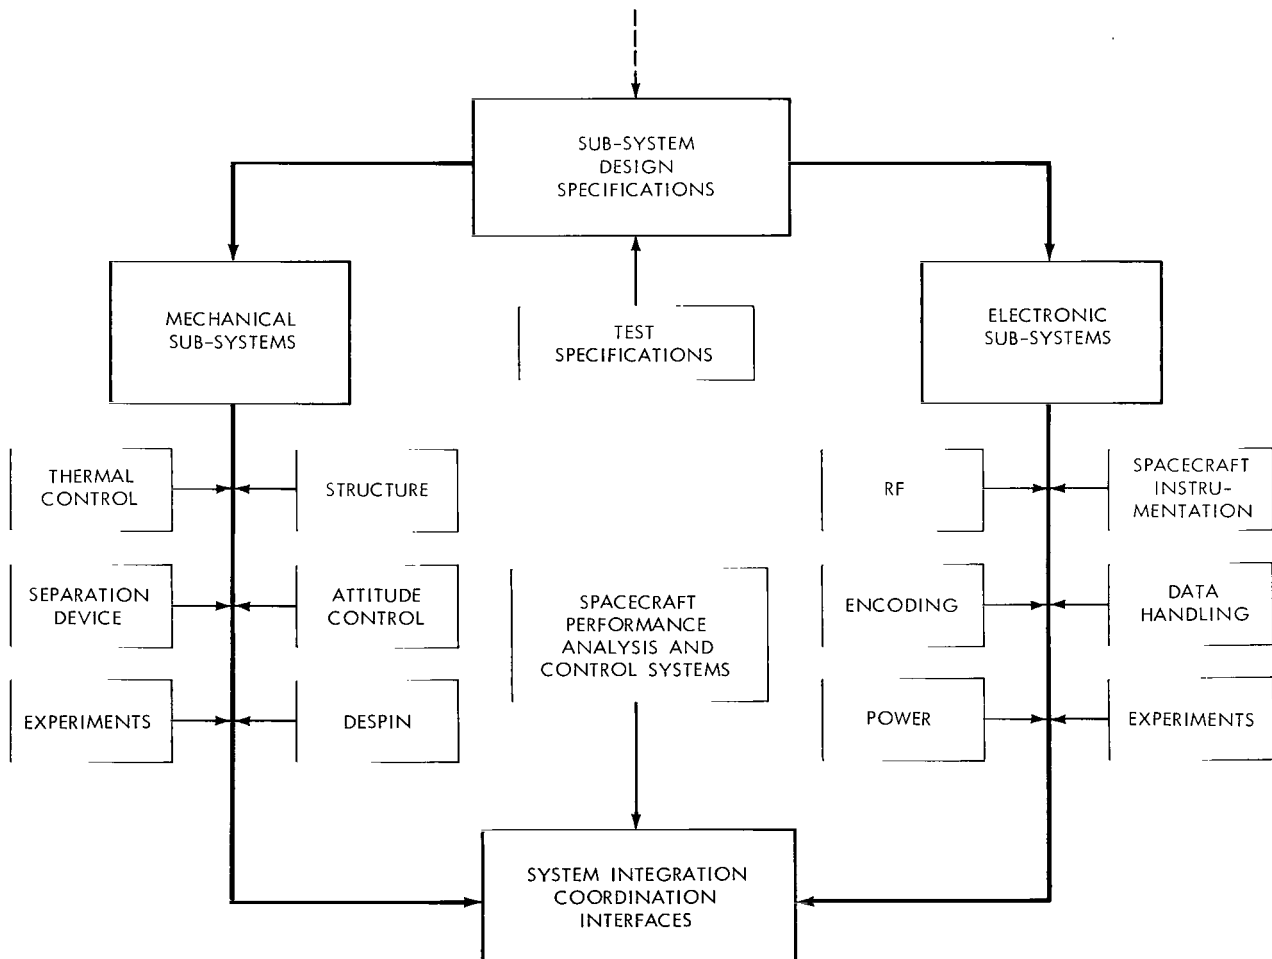 SUB-SYSTEM
DESIGN
SPECIFICATIONS
MECHANICAL
SUB-SYSTEMS
TEST
SPECIFICATIONS
ELECTRONIC
SUB-SYSTEMS
THERMAL
CONTROL
STRUCTURE
RF
SPACECRAFT
INSTRU-
MENTATION
SEPARATION
DEVICE
ATTITUDE
CONTROL
SPACECRAFT
PERFORMANCE
ANALYSIS AND
CONTROL SYSTEMS
ENCODING
DATA
HANDLING
EXPERIMENTS
DESPIN
POWER
EXPERIMENTS
SYSTEM INTEGRATION
COORDINATION
INTERFACES